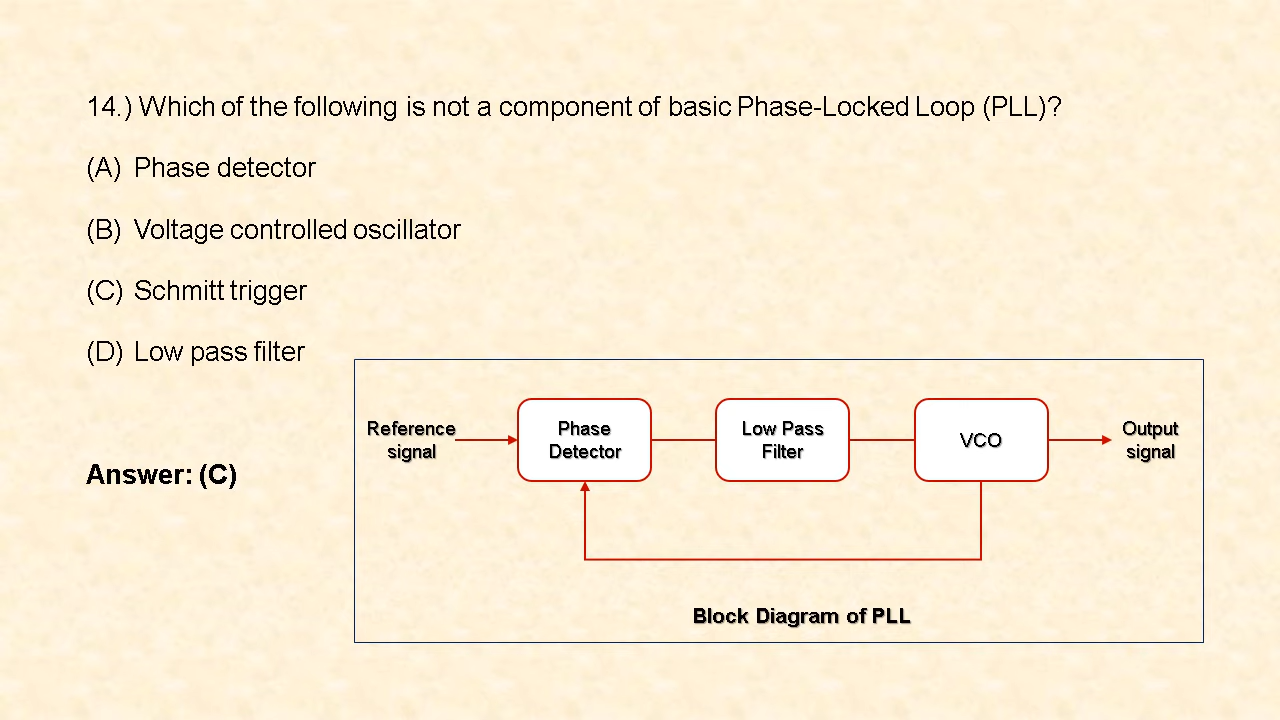 14.) Which of the following is not a component of basic Phase-Locked Loop (PLL)?
(A) Phase detector
(B) Voltage controlled oscillator
(C) Schmitt trigger
(D) Low pass filter
Answer: (C)
Reference
signal
Phase
Detector
Low Pass
Filter
VCO
Output
signal
Block Diagram of PLL